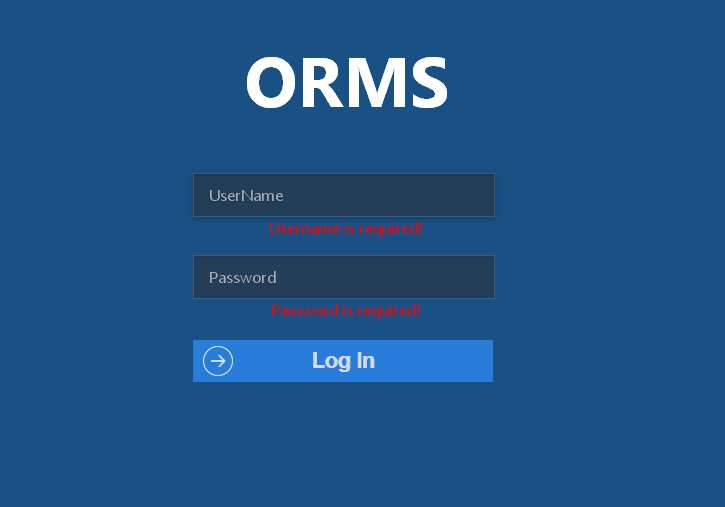 ORMS
UserName
Username is required!
Password
Password is required!
Log In